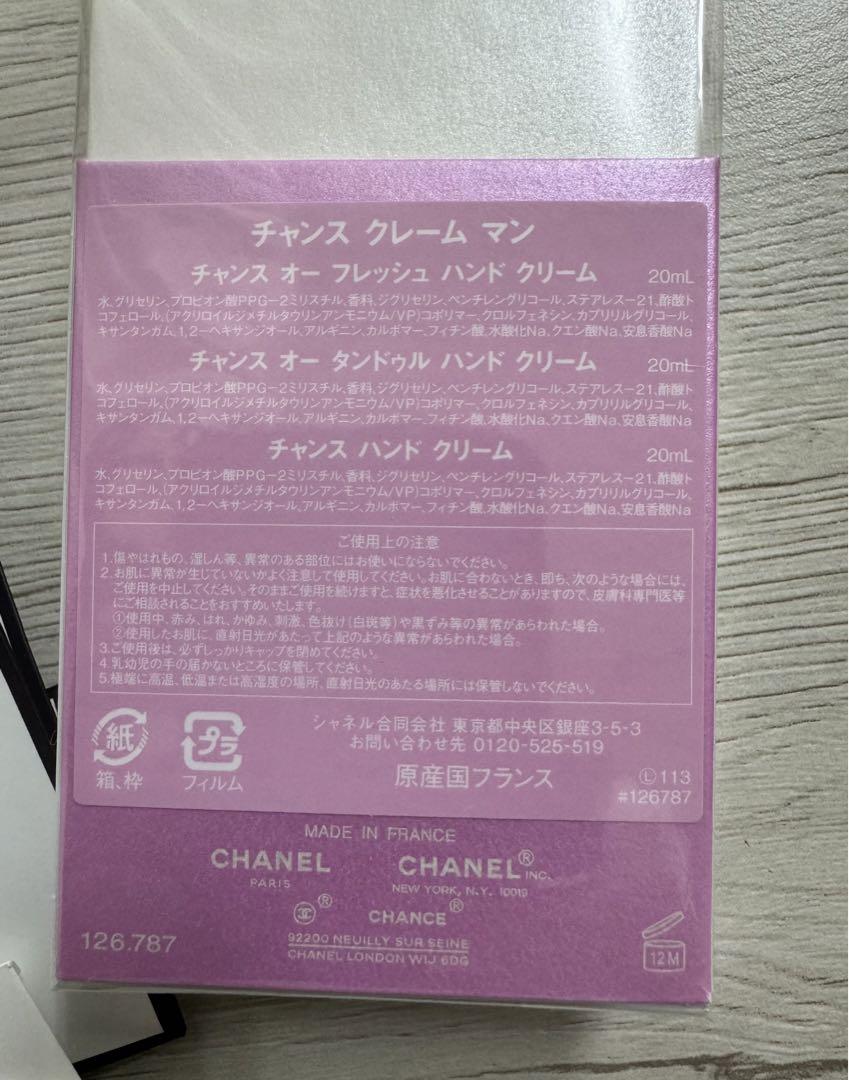 チャンス クレーム マン
チャンス オー フレッシュ ハンド クリーム 20mL
水、グリセリン、プロピオン酸PPG-2ミリスチル、香料、ジグリセリン、ペンチレングリコール、ステアレス-21、酢酸ト
コフェロール、(アクリロイルジメチルタウリンアンモニウム/VP)コポリマー、クロルフェネシン、カプリリルグリコール、
キサンタンガム、1,2-ヘキサンジオール、アルギニン、カルボマー、フィチン酸、水酸化Na、クエン酸Na、安息香酸Na
チャンス オー タンドゥル ハンド クリーム 20mL
水、グリセリン、プロピオン酸PPG-2ミリスチル、香料、ジグリセリン、ペンチレングリコール、ステアレス-21、酢酸ト
コフェロール、(アクリロイルジメチルタウリンアンモニウム/VP)コポリマー、クロルフェネシン、カプリリルグリコール、
キサンタンガム、1,2-ヘキサンジオール、アルギニン、カルボマー、フィチン酸、水酸化Na、クエン酸Na、安息香酸Na
チャンス ハンド クリーム 20mL
水、グリセリン、プロピオン酸PPG-2ミリスチル、香料、ジグリセリン、ペンチレングリコール、ステアレス-21、酢酸ト
コフェロール、(アクリロイルジメチルタウリンアンモニウム/VP)コポリマー、クロルフェネシン、カプリリルグリコール、
キサンタンガム、1,2-ヘキサンジオール、アルギニン、カルボマー、フィチン酸、水酸化Na、クエン酸Na、安息香酸Na
ご使用上の注意
1.傷やはれもの、湿しん等、異常のある部位にはお使いにならないでください。
2.お肌に異常が生じていないかよく注意して使用してください。お肌に合わないとき、即ち、次のような場合には、
ご使用を中止してください。そのままご使用を続けますと、症状を悪化させることがありますので、皮膚科専門医等
にご相談されることをおすすめいたします。
①使用中、赤み、はれ、かゆみ、刺激、色抜け(白斑等)や黒ずみ等の異常があらわれた場合。
②使用したお肌に、直射日光があたって上記のような異常があらわれた場合。
3.ご使用後は、必ずしっかりキャップを閉めてください。
4.乳幼児の手の届かないところに保管してください。
5.極端に高温、低温または高湿度の場所、直射日光のあたる場所には保管しないでください。
紙
箱、枠
プラ
フィルム
シャネル合同会社 東京都中央区銀座3-5-3
お問い合わせ先 0120-525-519
原産国フランス
Ⓛ113
#126787
MADE IN FRANCE
CHANEL
PARIS
CHANEL® INC.
NEW YORK, N.Y. 10019
®
CHANCE®
92200 NEUILLY SUR SEINE
CHANEL LONDON W1J 6DG
126.787
12M